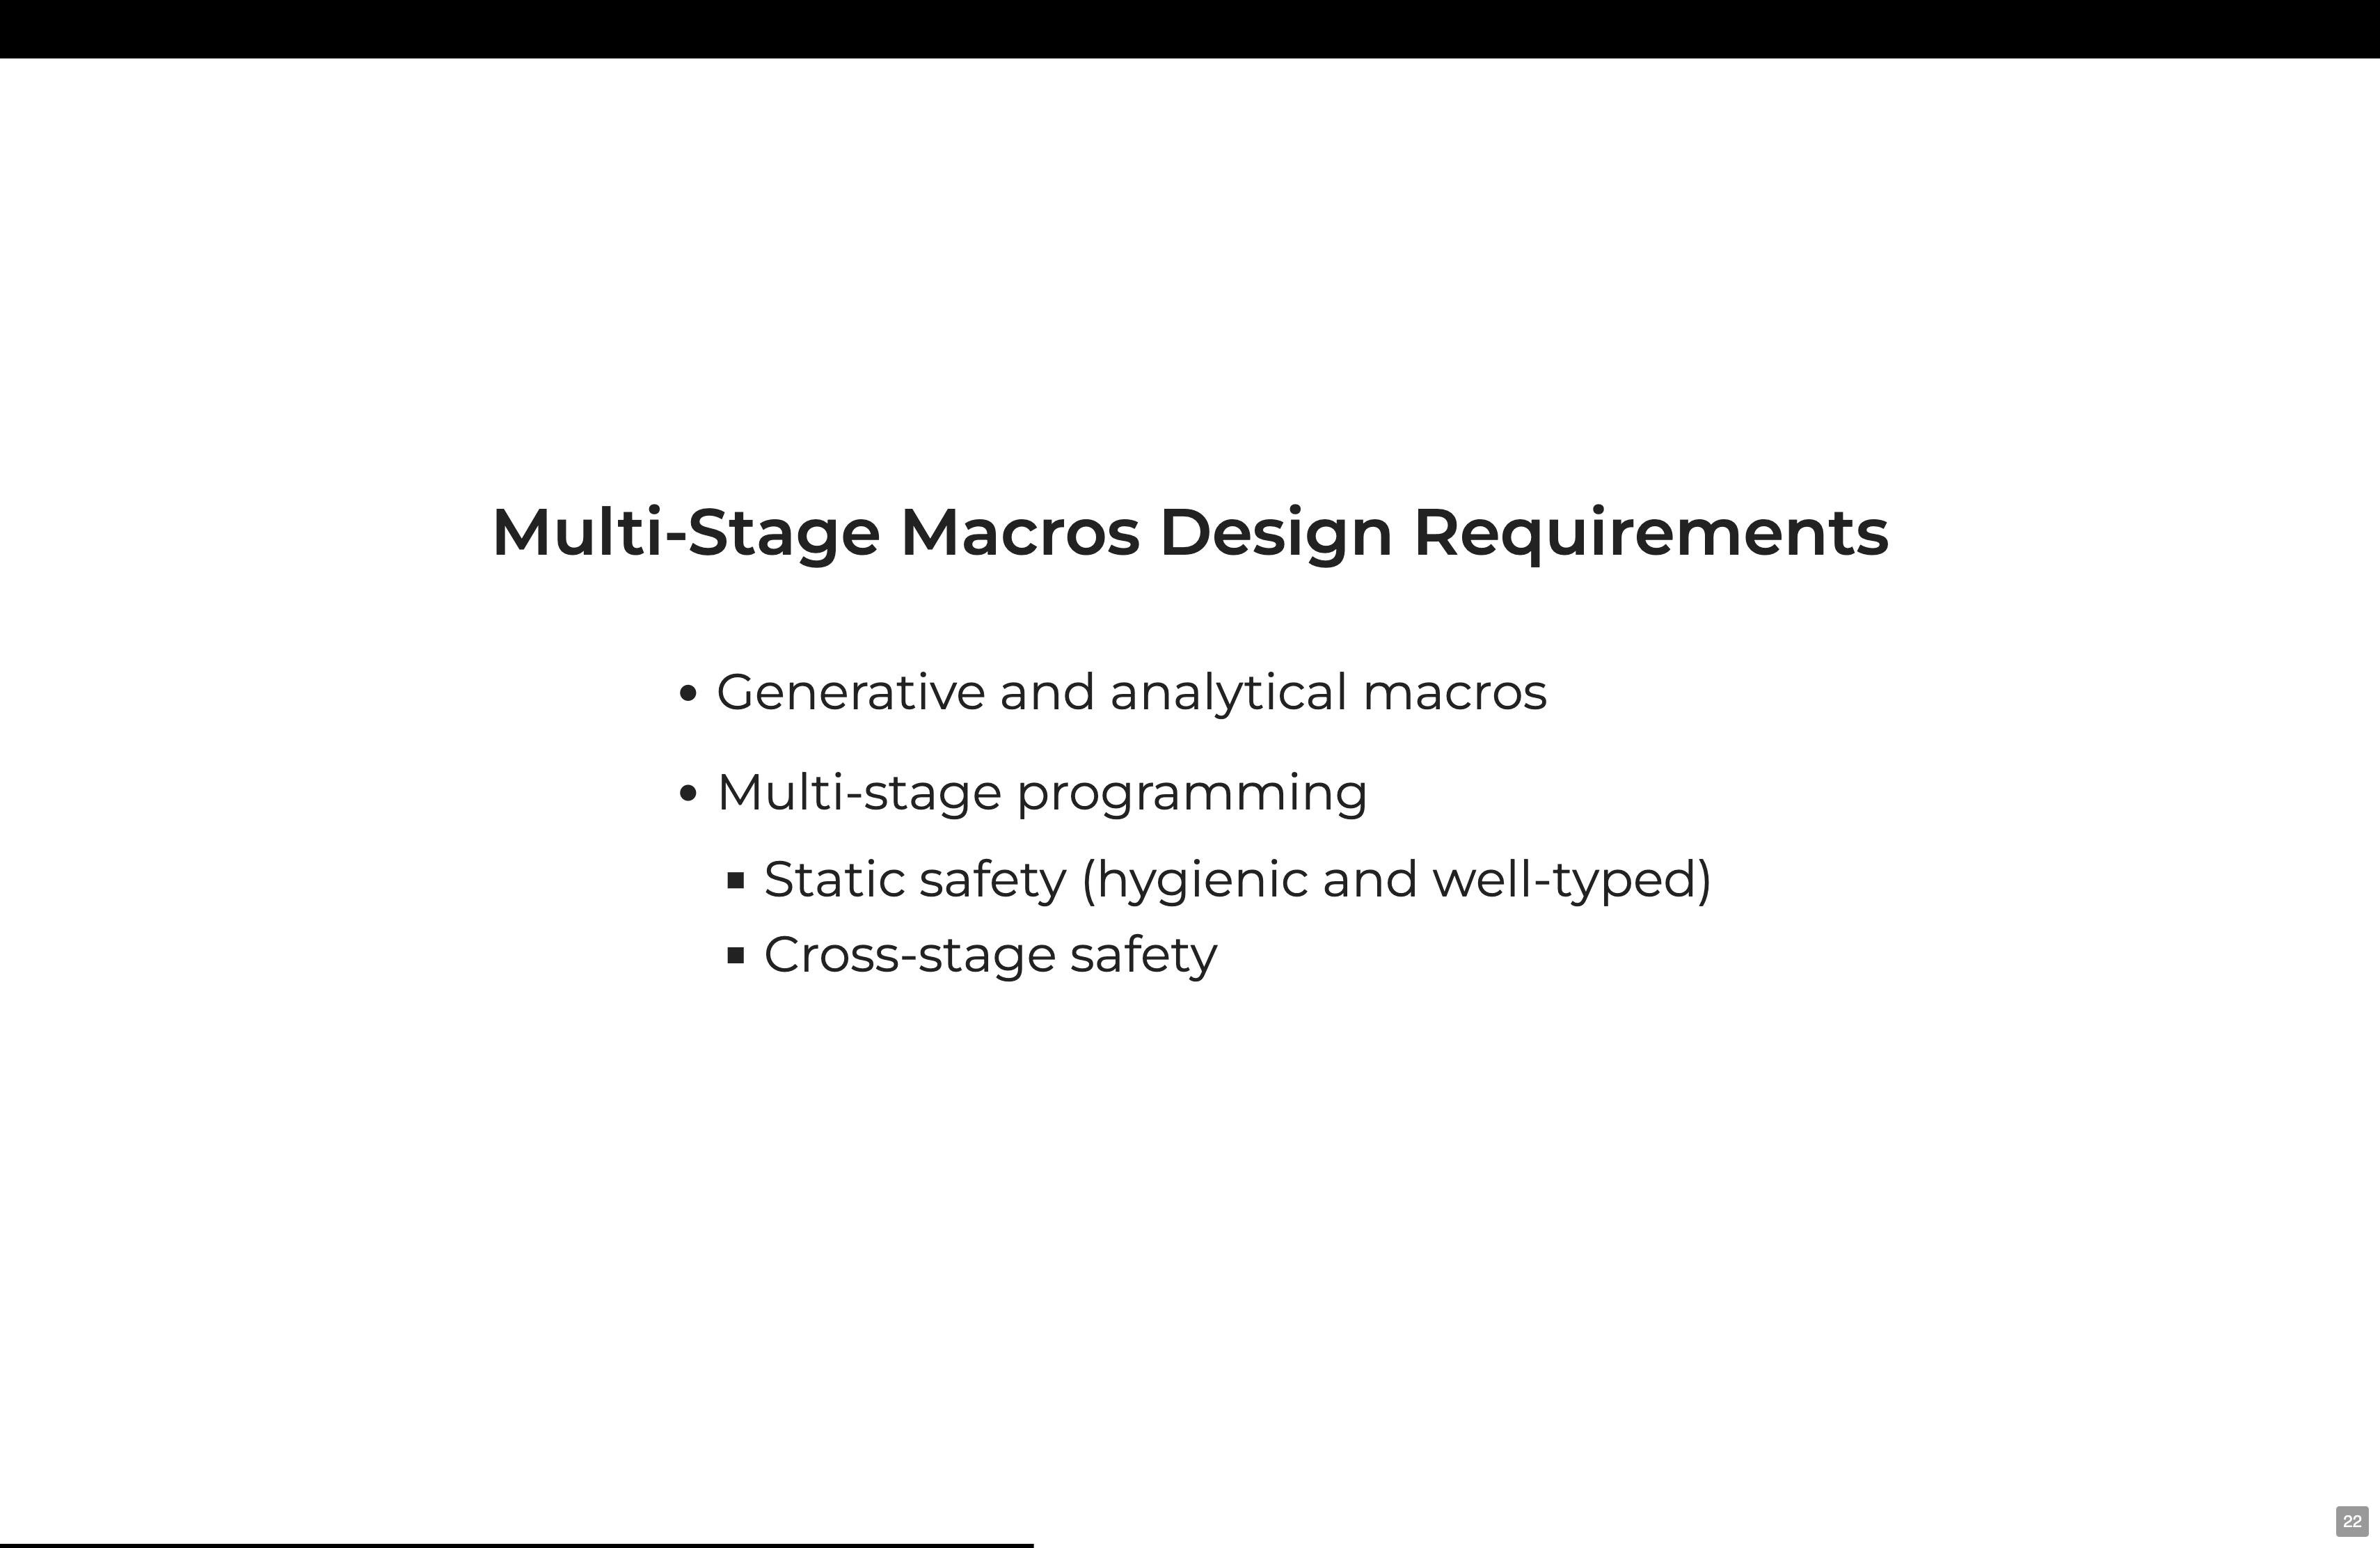 Multi-Stage Macros Design Requirements
• Generative and analytical macros
• Multi-stage programming
▪ Static safety (hygienic and well-typed)
▪ Cross-stage safety
22